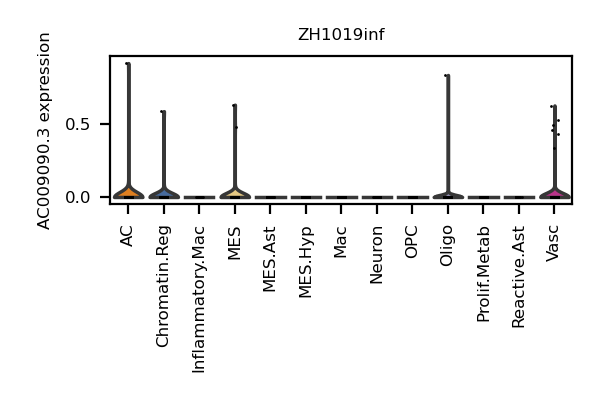 ZH1019inf
AC009090.3 expression
0.5
0.0
AC
Chromatin.Reg
Inflammatory.Mac
MES
MES.Ast
MES.Hyp
Mac
Neuron
OPC
Oligo
Prolif.Metab
Reactive.Ast
Vasc